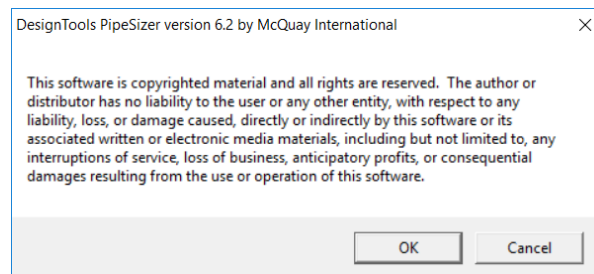 DesignTools PipeSizer version 6.2 by McQuay International
This software is copyrighted material and all rights are reserved.  The author or
distributor has no liability to the user or any other entity, with respect to any
liability, loss, or damage caused, directly or indirectly by this software or its
associated written or electronic media materials, including but not limited to, any
interruptions of service, loss of business, anticipatory profits, or consequential
damages resulting from the use or operation of this software.
OK Cancel